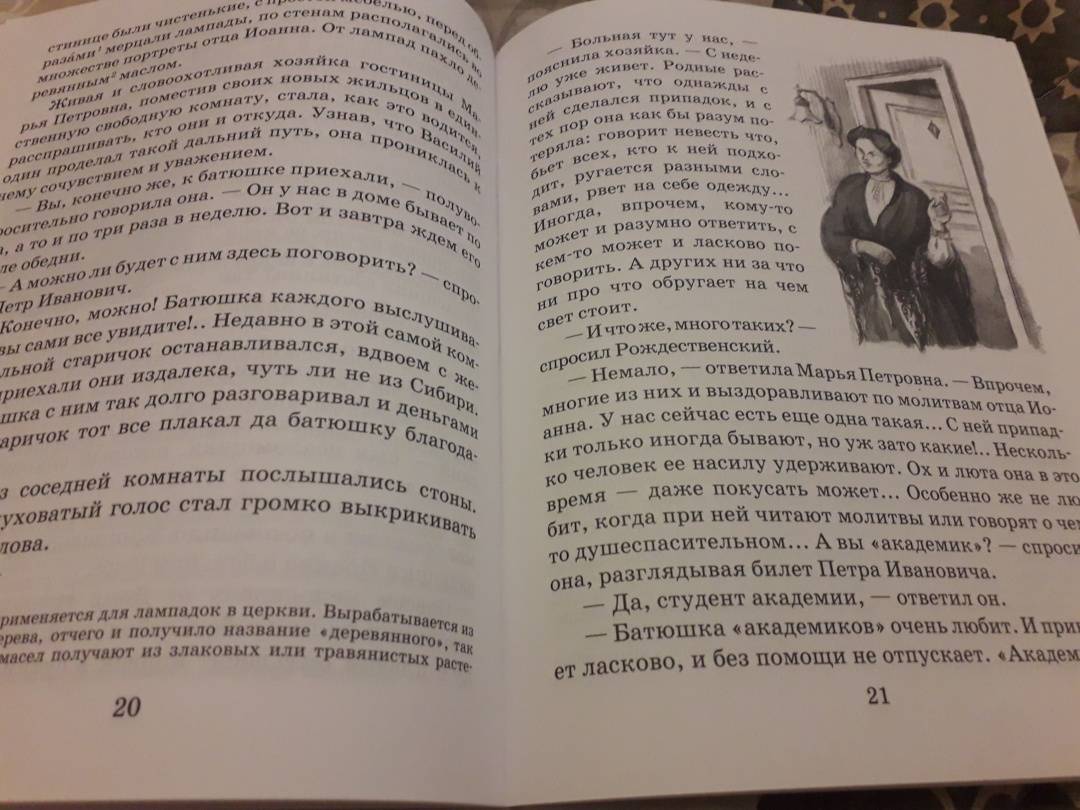 стинице были чистенькие, с простой мебелью, перед об-
раза́ми¹ мерцали лампады, по стенам располагались во
множестве портреты отца Иоанна. От лампад пахло де-
ревянным² маслом.
Живая и словоохотливая хозяйка гостиницы, Ма-
рья Петровна, поместив своих новых жильцов в един-
ственную свободную комнату, стала, как это водится,
расспрашивать, кто они и откуда. Узнав, что Василий
один проделал такой дальний путь, она прониклась к
нему сочувствием и уважением.
— Вы, конечно же, к батюшке приехали, — полуво-
просительно говорила она. — Он у нас в доме бывает по
а, а то и по три раза в неделю. Вот и завтра ждем его
ле обедни.
— А можно ли будет с ним здесь поговорить? — спро-
Петр Иванович.
Конечно, можно! Батюшка каждого выслушива-
вы сами все увидите!.. Недавно в этой самой ком-
льной старичок останавливался, вдвоем с же-
приехали они издалека, чуть ли не из Сибири.
шка с ним так долго разговаривал и деньгами
аричок тот все плакал да батюшку благода-
з соседней комнаты послышались стоны.
уховатый голос стал громко выкрикивать
лова.
рименяется для лампадок в церкви. Вырабатывается из
ерева, отчего и получило название «деревянного», так
масел получают из злаковых или травянистых расте-
20
— Больная тут у нас, —
пояснила хозяйка. — С неде-
лю уже живет. Родные рас-
сказывают, что однажды с
ней сделался припадок, и с
тех пор она как бы разум по-
теряла: говорит невесть что,
бьет всех, кто к ней подхо-
дит, ругается разными сло-
вами, рвет на себе одежду...
Иногда, впрочем, кому-то
может и разумно ответить, с
кем-то может и ласково по-
говорить. А других ни за что
ни про что обругает на чем
свет стоит.
— И что же, много таких? —
спросил Рождественский.
— Немало, — ответила Марья Петровна. — Впрочем,
многие из них и выздоравливают по молитвам отца Ио-
анна. У нас сейчас есть еще одна такая... С ней припад-
ки только иногда бывают, но уж зато какие!.. Несколь-
ко человек ее насилу удерживают. Ох и люта она в это
время — даже покусать может... Особенно же не лю-
бит, когда при ней читают молитвы или говорят о чем-
то душеспасительном... А вы «академик»? — спроси
она, разглядывая билет Петра Ивановича.
— Да, студент академии, — ответил он.
— Батюшка «академиков» очень любит. И прин
ет ласково, и без помощи не отпускает. «Академ
21